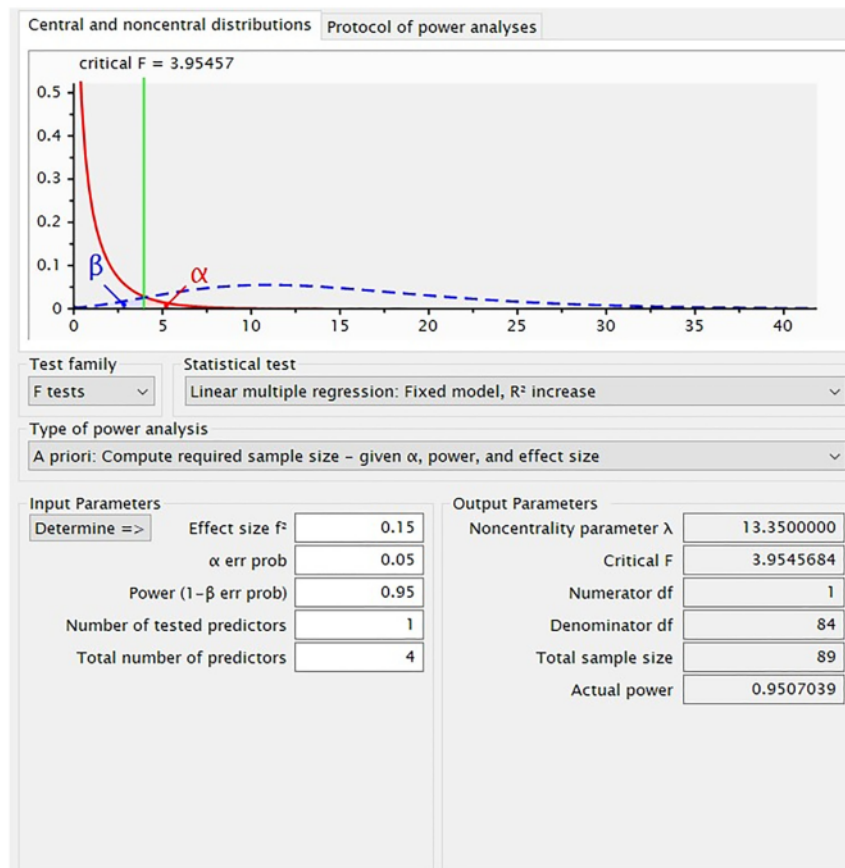 Central and noncentral distributions Protocol of power analyses
critical F = 3.95457
0.5
0.4
0.3
0.2
0.1
0
β
α
0 5 10 15 20 25 30 35 40
Test family Statistical test
F tests Linear multiple regression: Fixed model, R² increase
Type of power analysis
A priori: Compute required sample size – given α, power, and effect size
Input Parameters Output Parameters
Determine => Effect size f² 0.15 Noncentrality parameter λ 13.3500000
α err prob 0.05 Critical F 3.9545684
Power (1–β err prob) 0.95 Numerator df 1
Number of tested predictors 1 Denominator df 84
Total number of predictors 4 Total sample size 89
Actual power 0.9507039